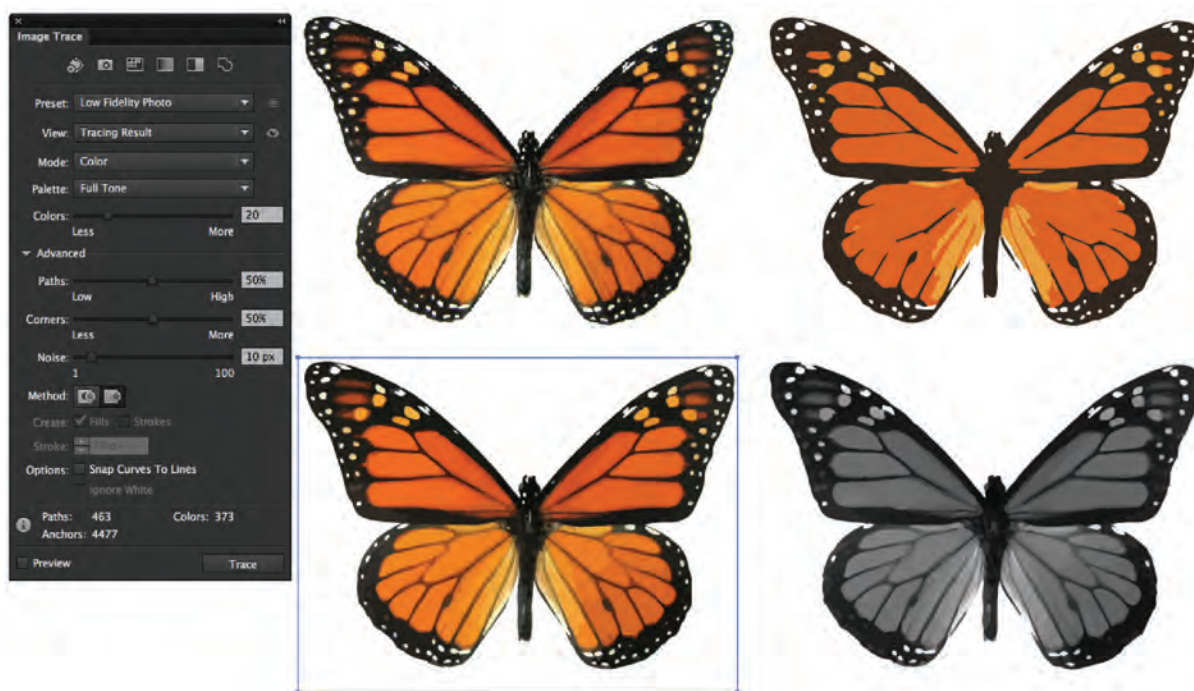 Image Trace
Preset: Low Fidelity Photo
View: Tracing Result
Mode: Color
Palette: Full Tone
Colors: 20
Less More
Advanced
Paths: 50%
Low High
Corners: 50%
Less More
Noise: 10 px
1 100
Method:
Create: Fills Strokes
Stroke:
Options: Snap Curves To Lines
Ignore White
Paths: 463 Colors: 373
Anchors: 4477
Preview Trace